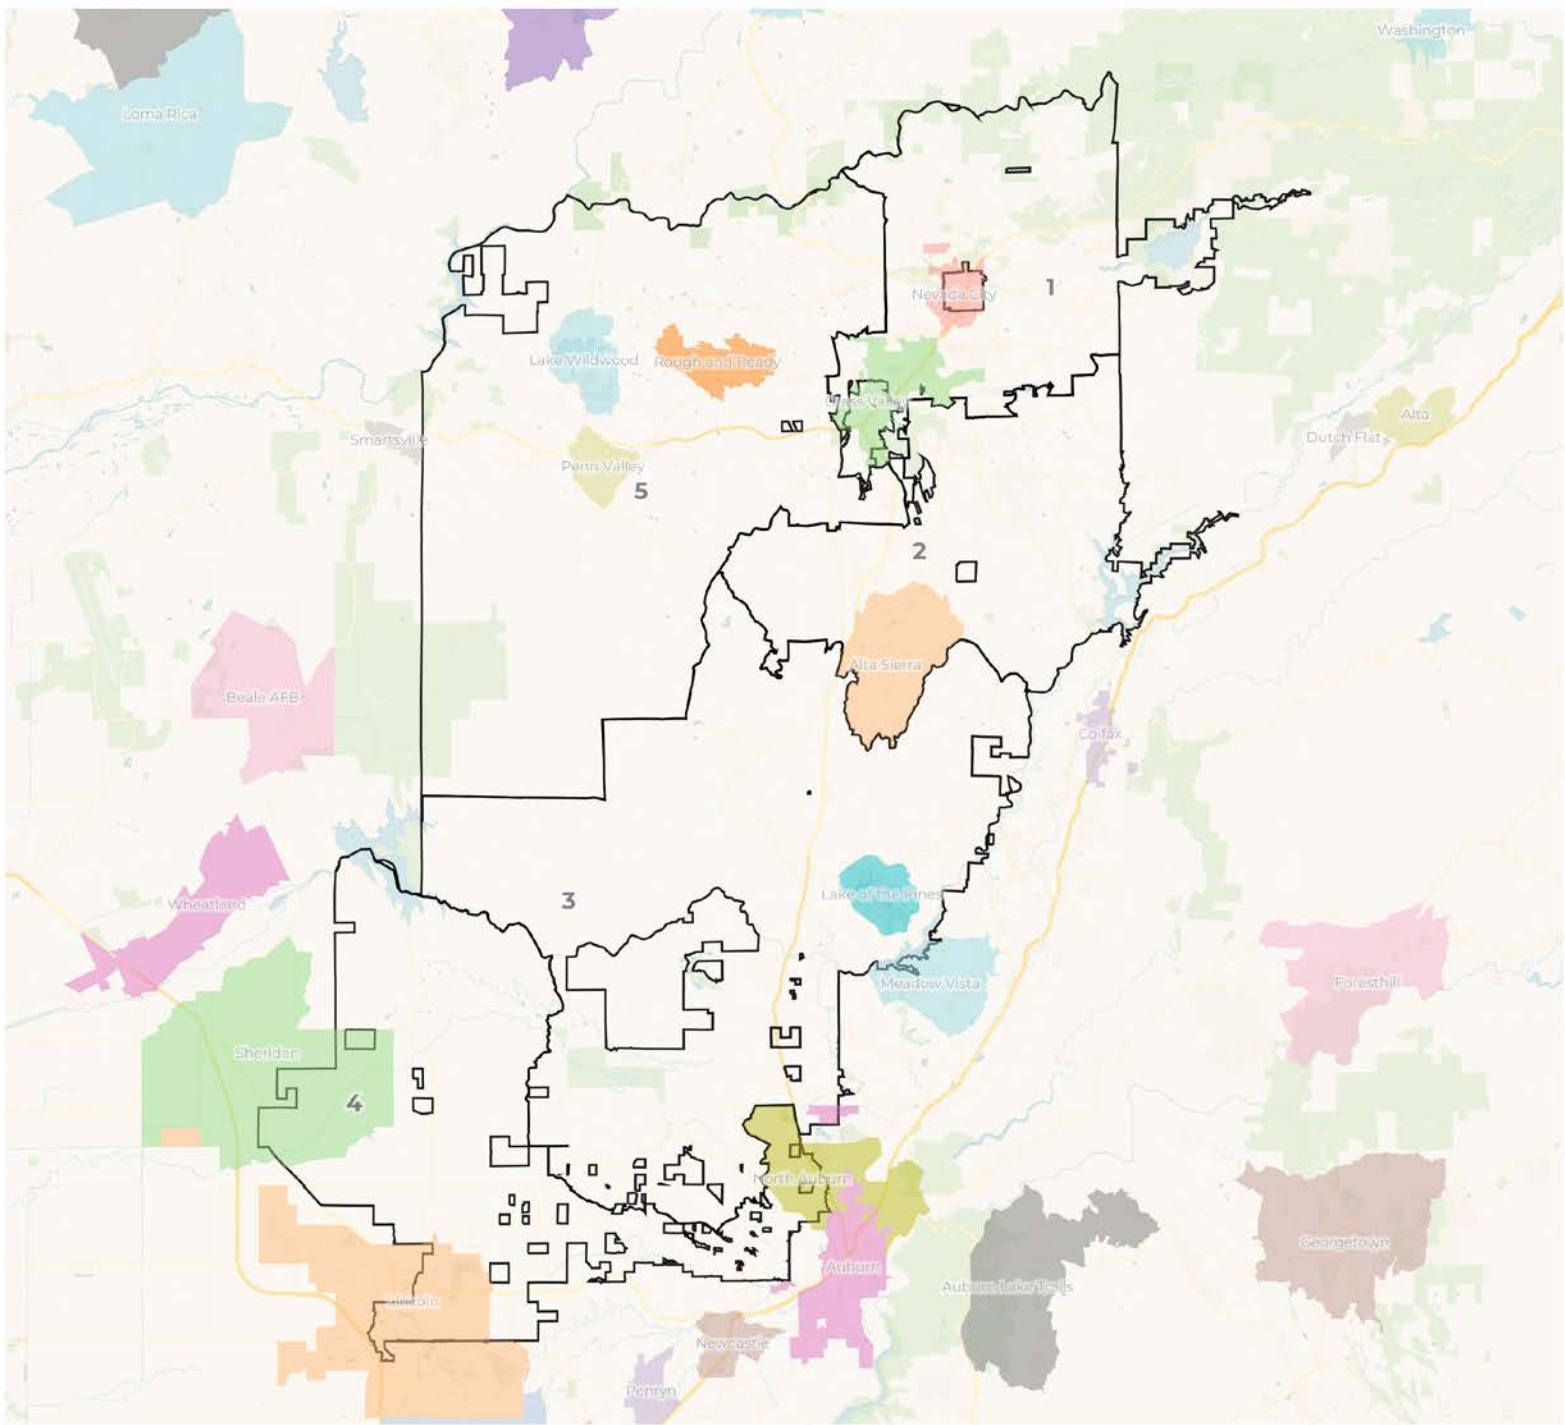 Washington
Loma Rica
1
Nevada City
Lake Wildwood
Rough and Ready
Grass Valley
Alta
Smartsville
Dutch Flat
Penn Valley
5
2
Alta Sierra
Beale AFB
Colfax
Lake of the Pines
3
Wheatland
Meadow Vista
Foresthill
Sheridan
4
North Auburn
Georgetown
Auburn
Auburn Lake Trails
Lincoln
Newcastle
Penryn